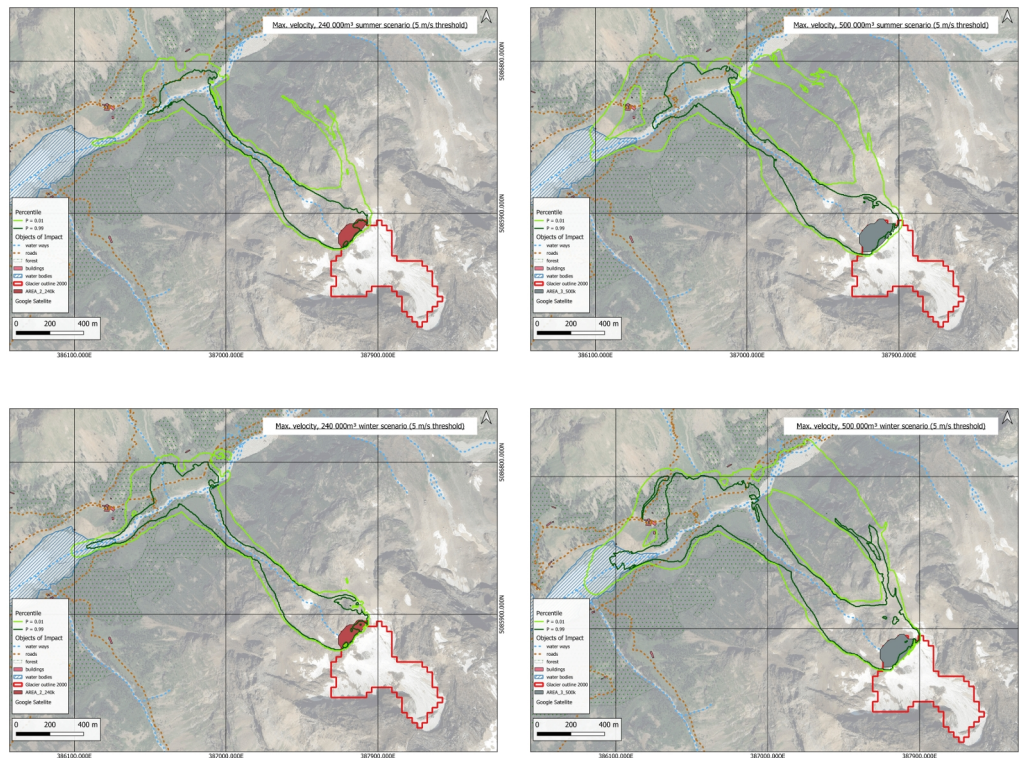 Max. velocity, 240 000m³ summer scenario (5 m/s threshold)
5086800.000N
5085900.000N
Percentile
P = 0.01
P = 0.98
Objects of Impact
water ways
roads
forest
buildings
water bodies
Glacier outline 2000
AREA_2_240k
Google Satellite
0 200 400 m
386100.000E 387000.000E 387900.000E
Max. velocity, 500 000m³ summer scenario (5 m/s threshold)
Percentile
P = 0.01
P = 0.98
Objects of Impact
water ways
roads
forest
buildings
water bodies
Glacier outline 2000
AREA_3_500k
Google Satellite
0 200 400 m
386100.000E 387000.000E 387900.000E
Max. velocity, 240 000m³ winter scenario (5 m/s threshold)
5086800.000N
5085900.000N
Percentile
P = 0.01
P = 0.98
Objects of Impact
water ways
roads
forest
buildings
water bodies
Glacier outline 2000
AREA_2_240k
Google Satellite
0 200 400 m
386100.000E 387000.000E 387900.000E
Max. velocity, 500 000m³ winter scenario (5 m/s threshold)
Percentile
P = 0.01
P = 0.98
Objects of Impact
water ways
roads
forest
buildings
water bodies
Glacier outline 2000
AREA_3_500k
Google Satellite
0 200 400 m
386100.000E 387000.000E 387900.000E